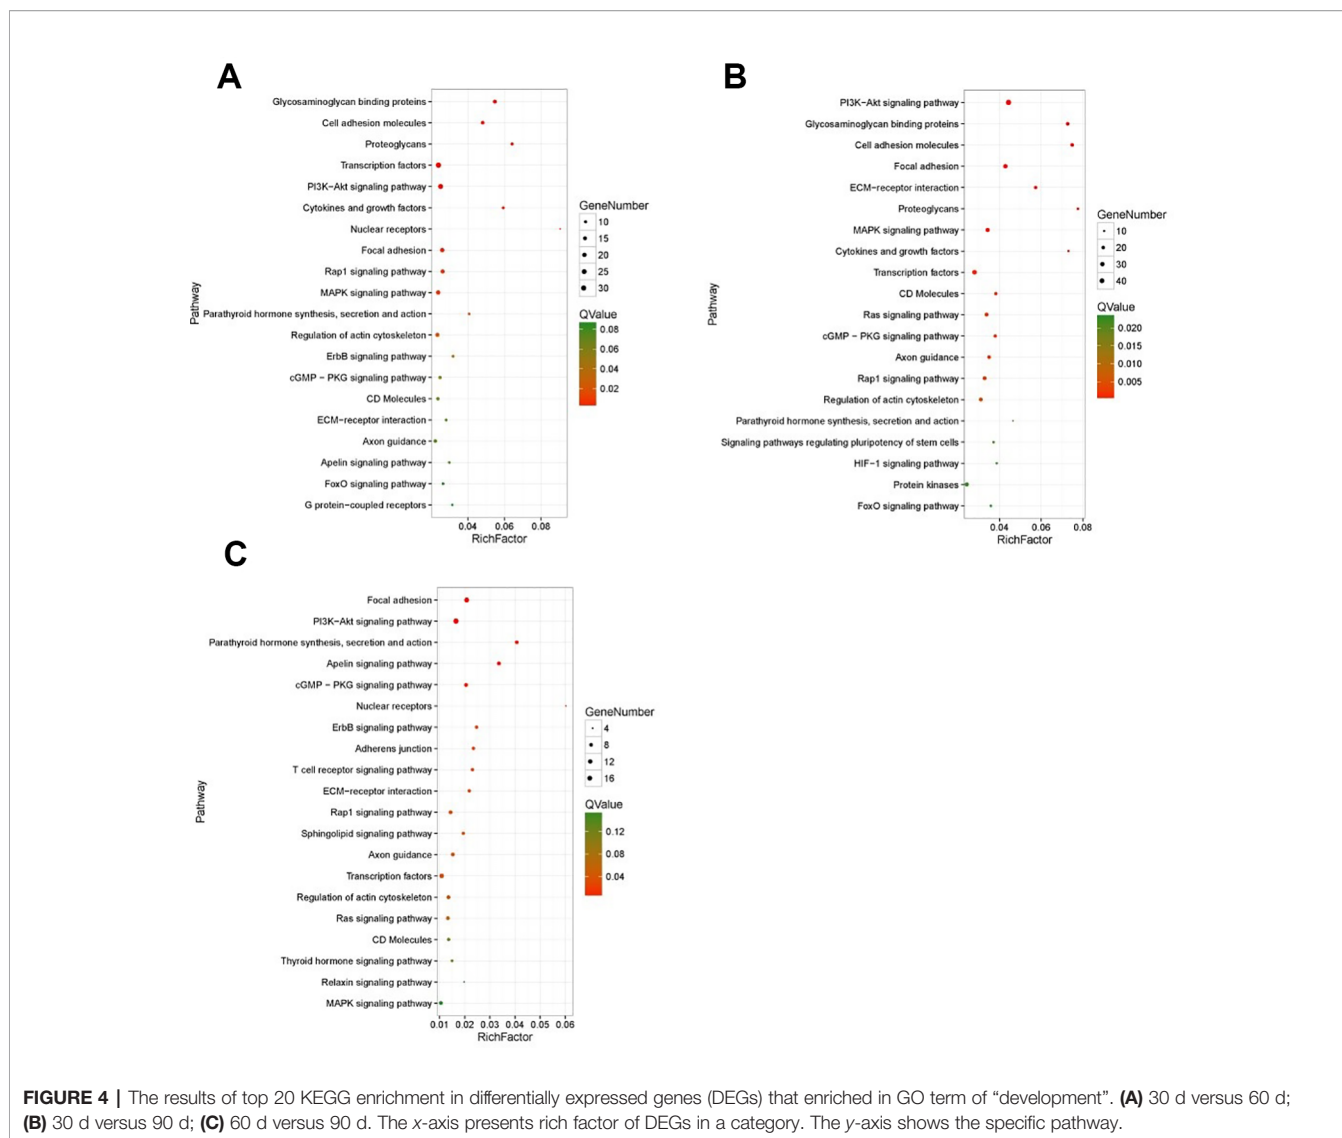 A
Glycosaminoglycan binding proteins
Cell adhesion molecules
Proteoglycans
Transcription factors
PI3K−Akt signaling pathway
Cytokines and growth factors
Nuclear receptors
Focal adhesion
Rap1 signaling pathway
MAPK signaling pathway
Parathyroid hormone synthesis, secretion and action
Regulation of actin cytoskeleton
ErbB signaling pathway
cGMP − PKG signaling pathway
CD Molecules
ECM−receptor interaction
Axon guidance
Apelin signaling pathway
FoxO signaling pathway
G protein−coupled receptors
Pathway
0.04 0.06 0.08
RichFactor
GeneNumber
10
15
20
25
30
QValue
0.08
0.06
0.04
0.02
B
PI3K−Akt signaling pathway
Glycosaminoglycan binding proteins
Cell adhesion molecules
Focal adhesion
ECM−receptor interaction
Proteoglycans
MAPK signaling pathway
Cytokines and growth factors
Transcription factors
CD Molecules
Ras signaling pathway
cGMP − PKG signaling pathway
Axon guidance
Rap1 signaling pathway
Regulation of actin cytoskeleton
Parathyroid hormone synthesis, secretion and action
Signaling pathways regulating pluripotency of stem cells
HIF−1 signaling pathway
Protein kinases
FoxO signaling pathway
Pathway
0.04 0.06 0.08
RichFactor
GeneNumber
10
20
30
40
QValue
0.020
0.015
0.010
0.005
C
Focal adhesion
PI3K−Akt signaling pathway
Parathyroid hormone synthesis, secretion and action
Apelin signaling pathway
cGMP − PKG signaling pathway
Nuclear receptors
ErbB signaling pathway
Adherens junction
T cell receptor signaling pathway
ECM−receptor interaction
Rap1 signaling pathway
Sphingolipid signaling pathway
Axon guidance
Transcription factors
Regulation of actin cytoskeleton
Ras signaling pathway
CD Molecules
Thyroid hormone signaling pathway
Relaxin signaling pathway
MAPK signaling pathway
Pathway
0.01 0.02 0.03 0.04 0.05 0.06
RichFactor
GeneNumber
4
8
12
16
QValue
0.12
0.08
0.04
FIGURE 4 | The results of top 20 KEGG enrichment in differentially expressed genes (DEGs) that enriched in GO term of “development”. (A) 30 d versus 60 d;
(B) 30 d versus 90 d; (C) 60 d versus 90 d. The x-axis presents rich factor of DEGs in a category. The y-axis shows the specific pathway.